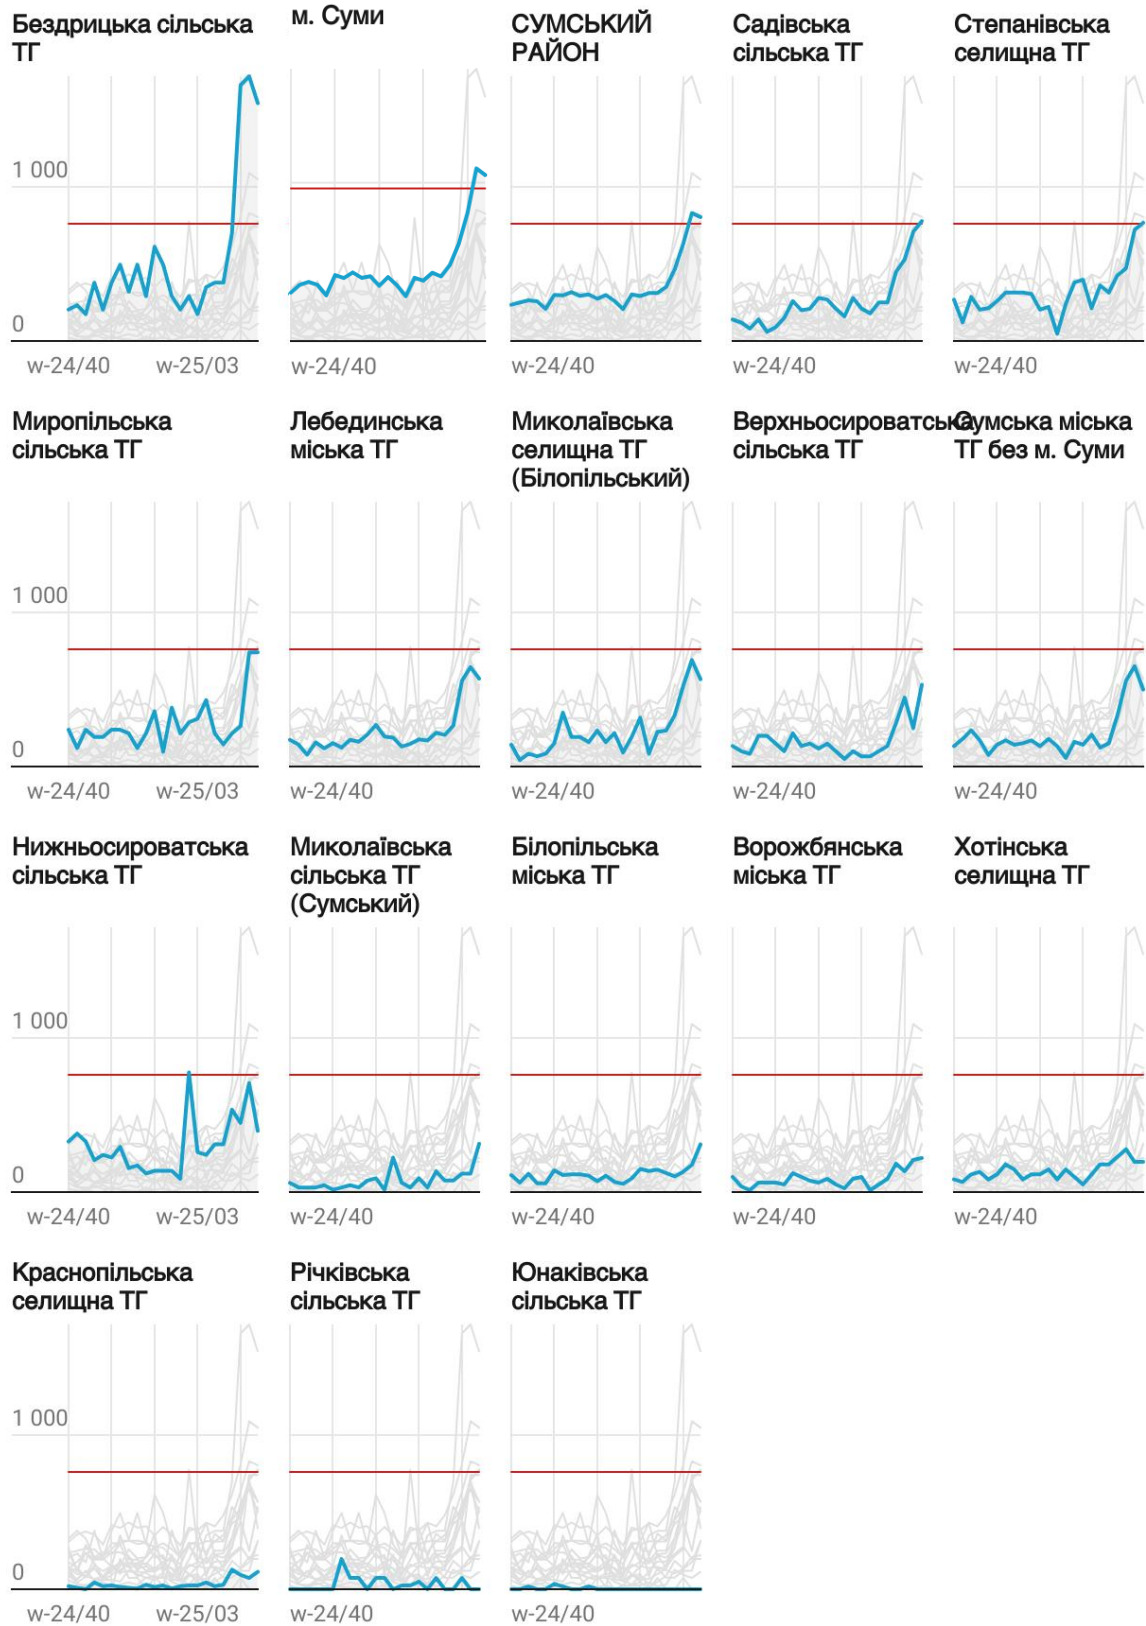 Бездрицька сільська
ТГ
м. Суми
СУМСЬКИЙ
РАЙОН
Садівська
сільська ТГ
Степанівська
селищна ТГ
1 000
0
w-24/40
w-25/03
w-24/40
w-24/40
w-24/40
w-24/40
Миропільська
сільська ТГ
Лебединська
міська ТГ
Миколаївська
селищна ТГ
(Білопільський)
Верхньосироватська
сільська ТГ
Сумська міська
ТГ без м. Суми
1 000
0
w-24/40
w-25/03
w-24/40
w-24/40
w-24/40
w-24/40
Нижньосироватська
сільська ТГ
Миколаївська
сільська ТГ
(Сумський)
Білопільська
міська ТГ
Ворожбянська
міська ТГ
Хотінська
селищна ТГ
1 000
0
w-24/40
w-25/03
w-24/40
w-24/40
w-24/40
w-24/40
Краснопільська
селищна ТГ
Річківська
сільська ТГ
Юнаківська
сільська ТГ
1 000
0
w-24/40
w-25/03
w-24/40
w-24/40